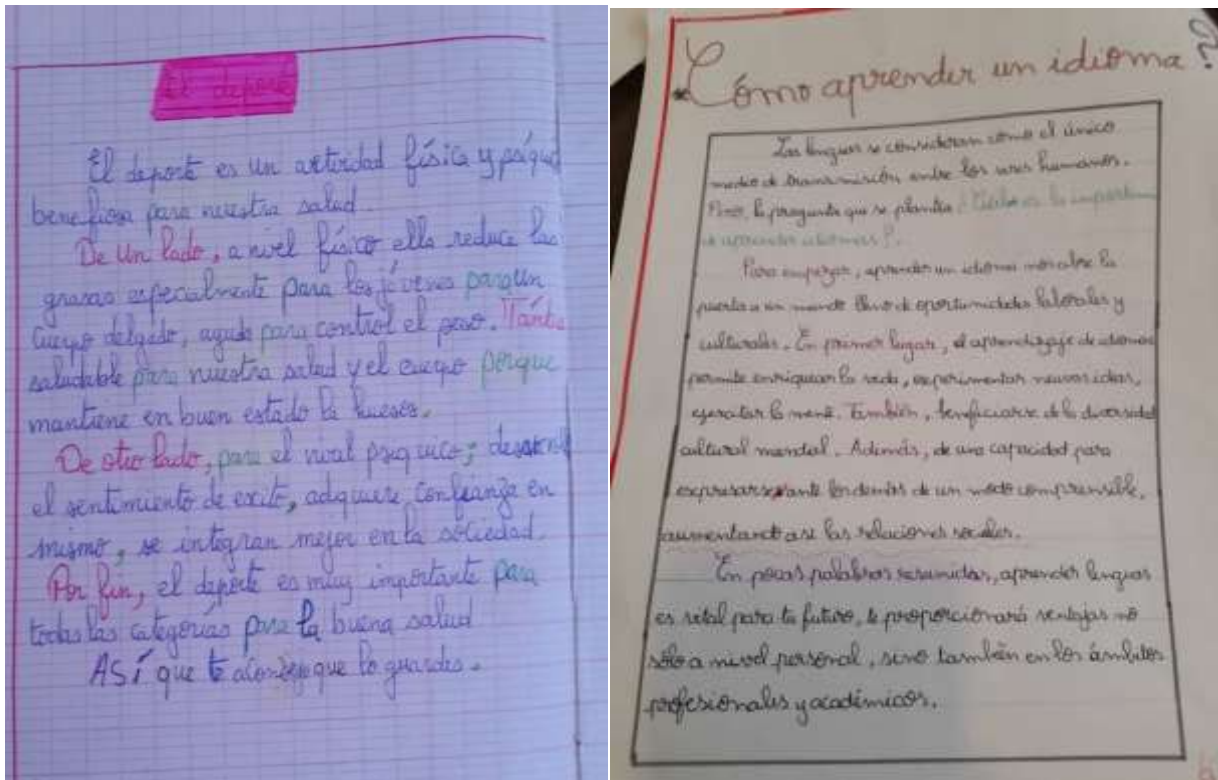 El deporte
El deporte es un actividad física y psíquic
beneficiosa para nuestra salud.
De un lado, a nivel físico ella reduce las
grasas especialmente para los jóvenes para un
cuerpo delgado, ayuda para control el peso.
saludable para nuestra salud y el cuerpo porque
mantiene en buen estado la hueses.
De otro lado, para el nival psiquico;
el sentimiento de exito, adquiere confianza en
mismo, se integran mejor en la sociedad.
Por fin, el deporte es muy importante para
todas las categorías para la buena salud
ASÍ que te aconsejo que lo guardes.
¿Cómo aprender un idioma?
Las lenguas se consideran como el único
medio de transmisión entre los seres humanos.
Pero, la pregunta que se plantea
aprender idiomas?.
Para empezar, aprender un idioma nos abre la
puerta a un mundo lleno de oportunidades laborales y
culturales. En primer lugar, el aprendizaje de idiomas
permite enriquecer la vida, experimentar nuevas ideas,
ejercitar la mente. También, beneficiarse de la diversidad
cultural mundial. Además, de una capacidad para
expresarse ante los demás de un modo comprensible,
aumentando así las relaciones sociales.
En pocas palabras resumidas, aprender lenguas
es vital para tu futuro, te proporcionará ventajas no
sólo a nivel personal, sino también en los ámbitos
profesionales y académicos.